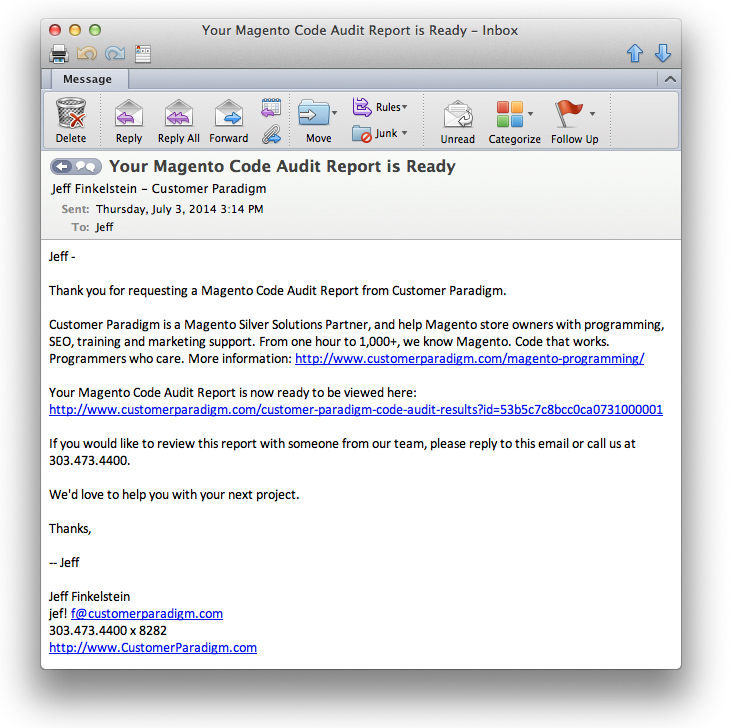 Your Magento Code Audit Report is Ready – Inbox
Message
Delete
Reply
Reply All
Forward
Move
Rules
Junk
Unread
Categorize
Follow Up
Your Magento Code Audit Report is Ready
Jeff Finkelstein – Customer Paradigm
Sent: Thursday, July 3, 2014 3:14 PM
To: Jeff
Jeff -
Thank you for requesting a Magento Code Audit Report from Customer Paradigm.
Customer Paradigm is a Magento Silver Solutions Partner, and help Magento store owners with programming,
SEO, training and marketing support. From one hour to 1,000+, we know Magento. Code that works.
Programmers who care. More information: http://www.customerparadigm.com/magento-programming/
Your Magento Code Audit Report is now ready to be viewed here:
http://www.customerparadigm.com/customer-paradigm-code-audit-results?id=53b5c7c8bcc0ca0731000001
If you would like to review this report with someone from our team, please reply to this email or call us at
303.473.4400.
We'd love to help you with your next project.
Thanks,
-- Jeff
Jeff Finkelstein
jef! f@customerparadigm.com
303.473.4400 x 8282
http://www.CustomerParadigm.com